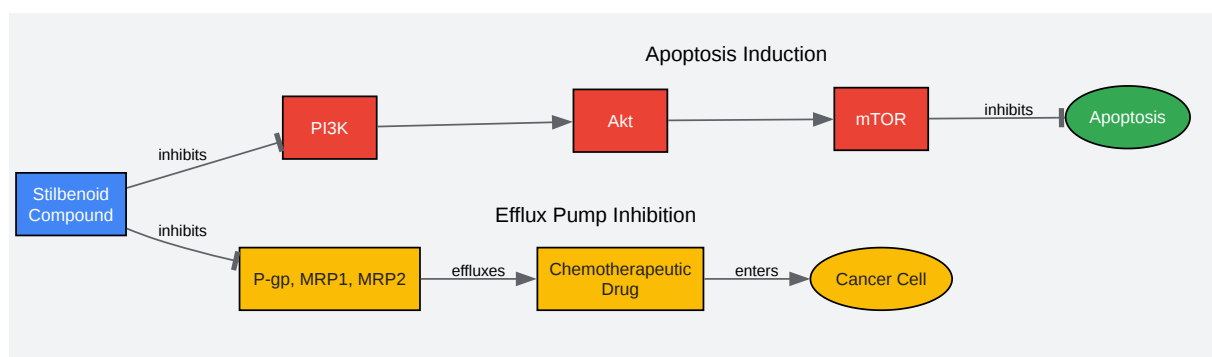 Apoptosis Induction
PI3K
Akt
mTOR
inhibits
Apoptosis
inhibits
Stilbenoid
Compound
inhibits
Efflux Pump Inhibition
P-gp, MRP1, MRP2
effluxes
Chemotherapeutic
Drug
enters
Cancer Cell